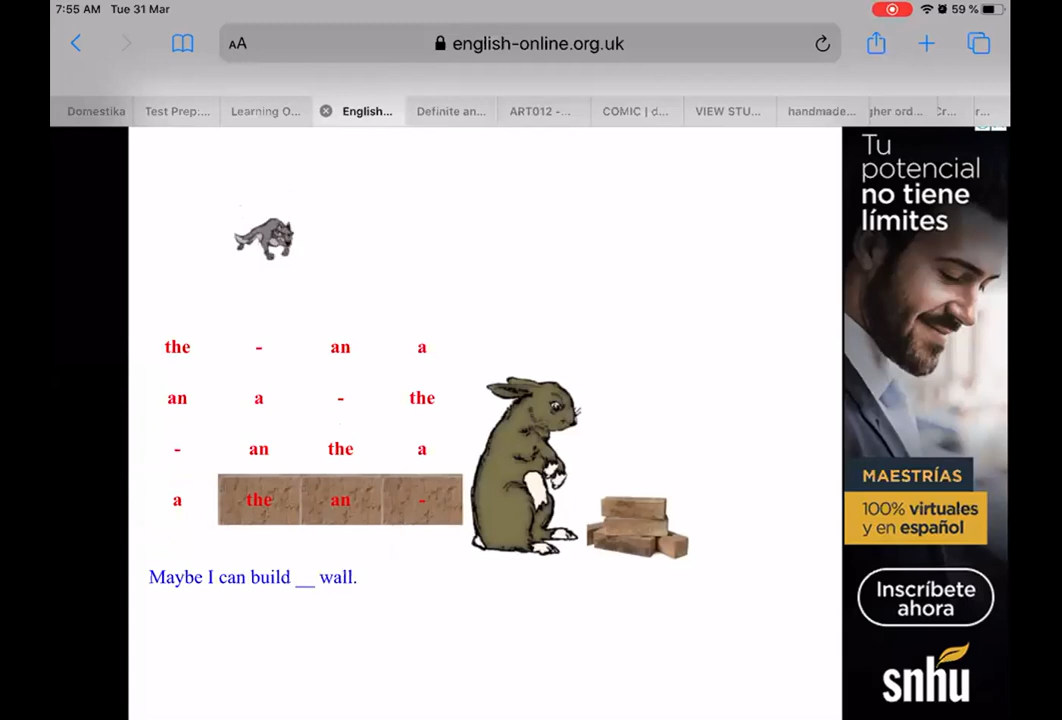 7:55 AM Tue 31 Mar
59 %
AA
english-online.org.uk
Domestika
Test Prep:...
Learning O...
English...
Definite an...
ART012 -...
COMIC | d...
VIEW STU...
handmade...
gher ord...
r...
the - an a
an a - the
- an the a
a the an -
Maybe I can build __ wall.
Tu
potencial
no tiene
límites
MAESTRÍAS
100% virtuales
y en español
Inscríbete
ahora
snhu